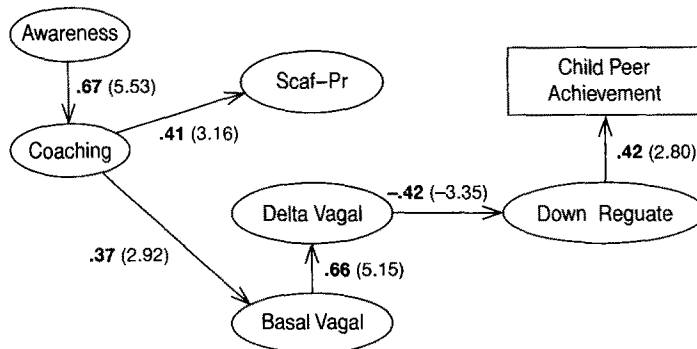 Awareness
.67 (5.53)
Scaf–Pr
Child Peer
Achievement
.41 (3.16)
Coaching
.42 (2.80)
–.42 (–3.35)
Delta Vagal
Down Reguate
.37 (2.92)
.66 (5.15)
Basal Vagal